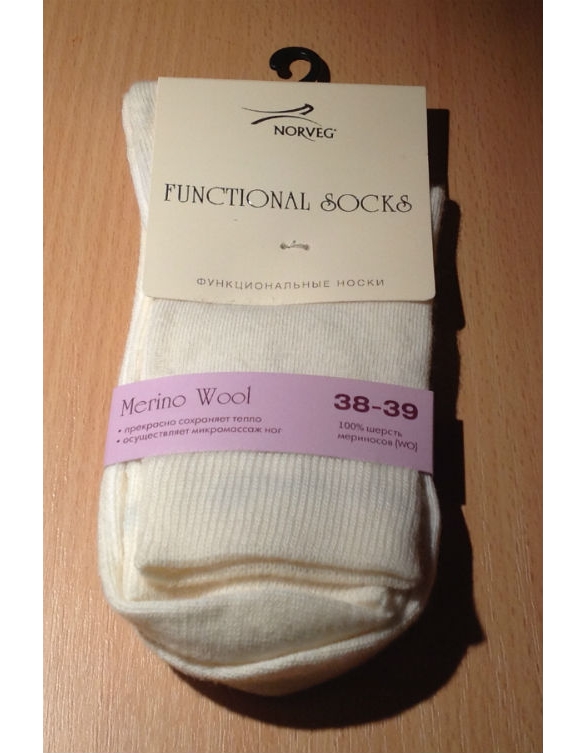 NORVEG®
FUNCTIONAL SOCKS
ФУНКЦИОНАЛЬНЫЕ НОСКИ
Merino Wool
• прекрасно сохраняет тепло
• осуществляет микромассаж ног
38-39
100% шерсть
мериносов (WO)